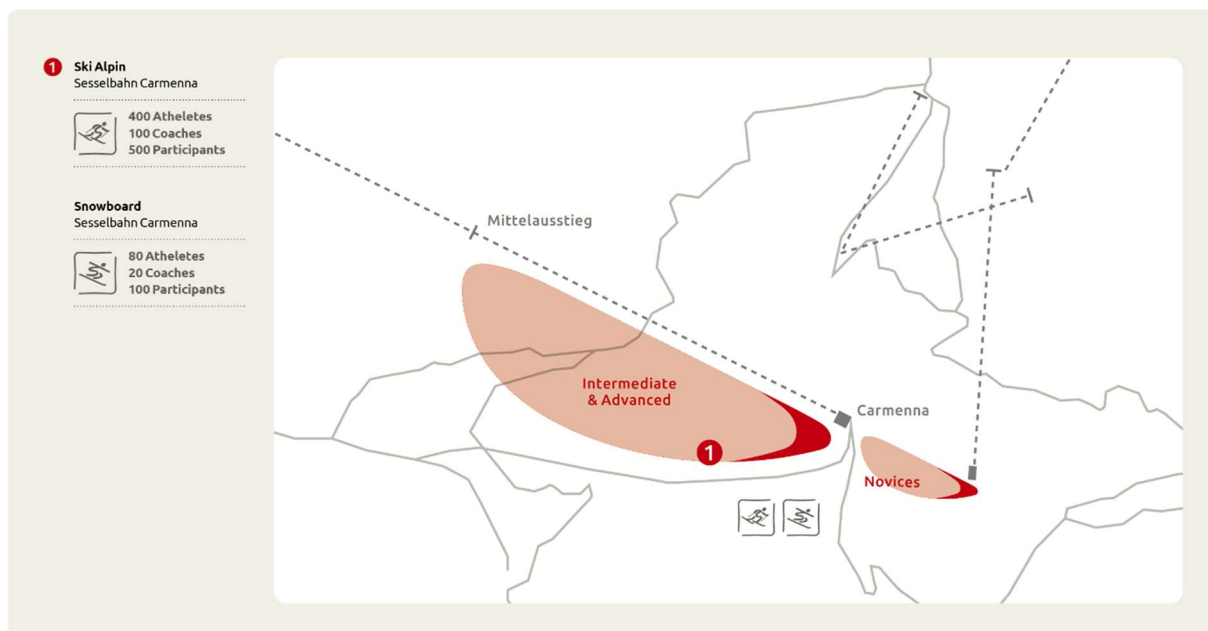 1
Ski Alpin
Sesselbahn Carmenna
400 Atheletes
100 Coaches
500 Participants
Snowboard
Sesselbahn Carmenna
80 Atheletes
20 Coaches
100 Participants
Mittelausstieg
Intermediate
& Advanced
Carmenna
1
Novices